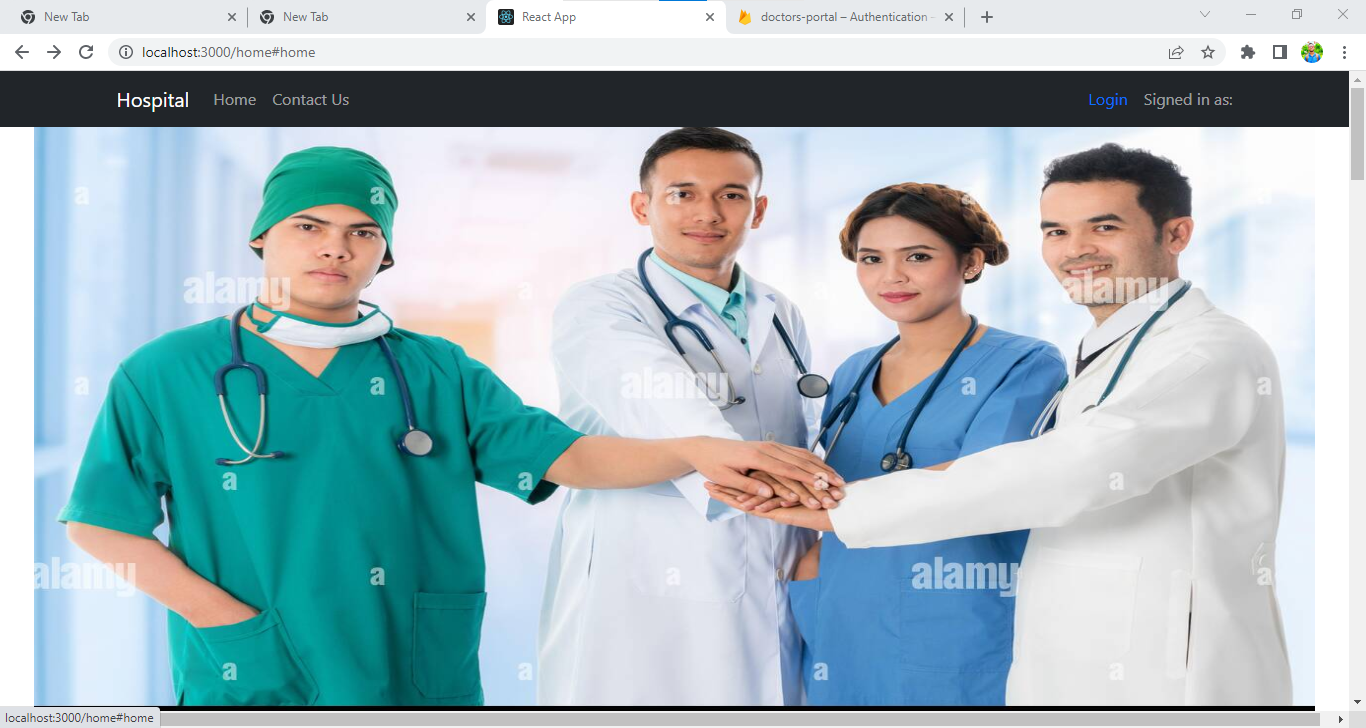 New Tab
New Tab
React App
doctors-portal – Authentication -
localhost:3000/home#home
Hospital
Home
Contact Us
Login
Signed in as:
a
a
a
a
a
alamy
a
a
alamy
a
a
alamy
a
a
a
a
a
a
alamy
a
a
alamy
a
a
a
a
a
localhost:3000/home#home